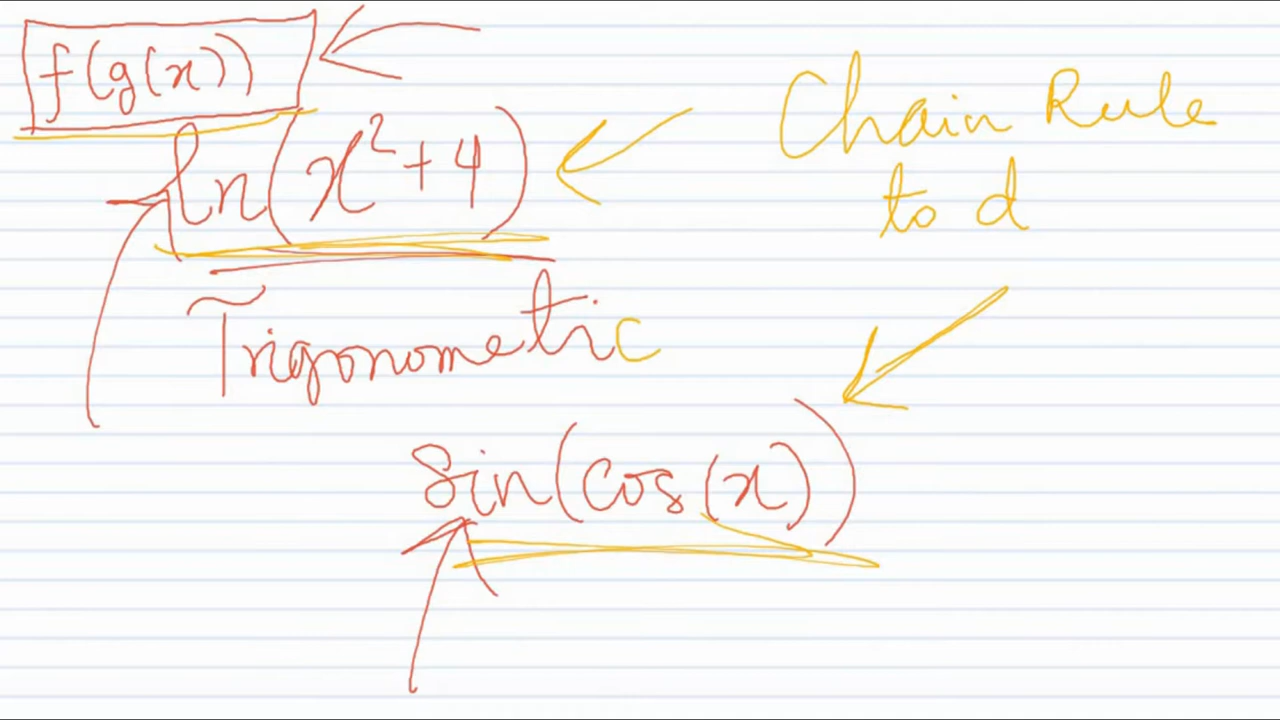 f(g(x))
ln(x²+4)
Chain Rule
to d
Trigonometric
Sin(cos(x))